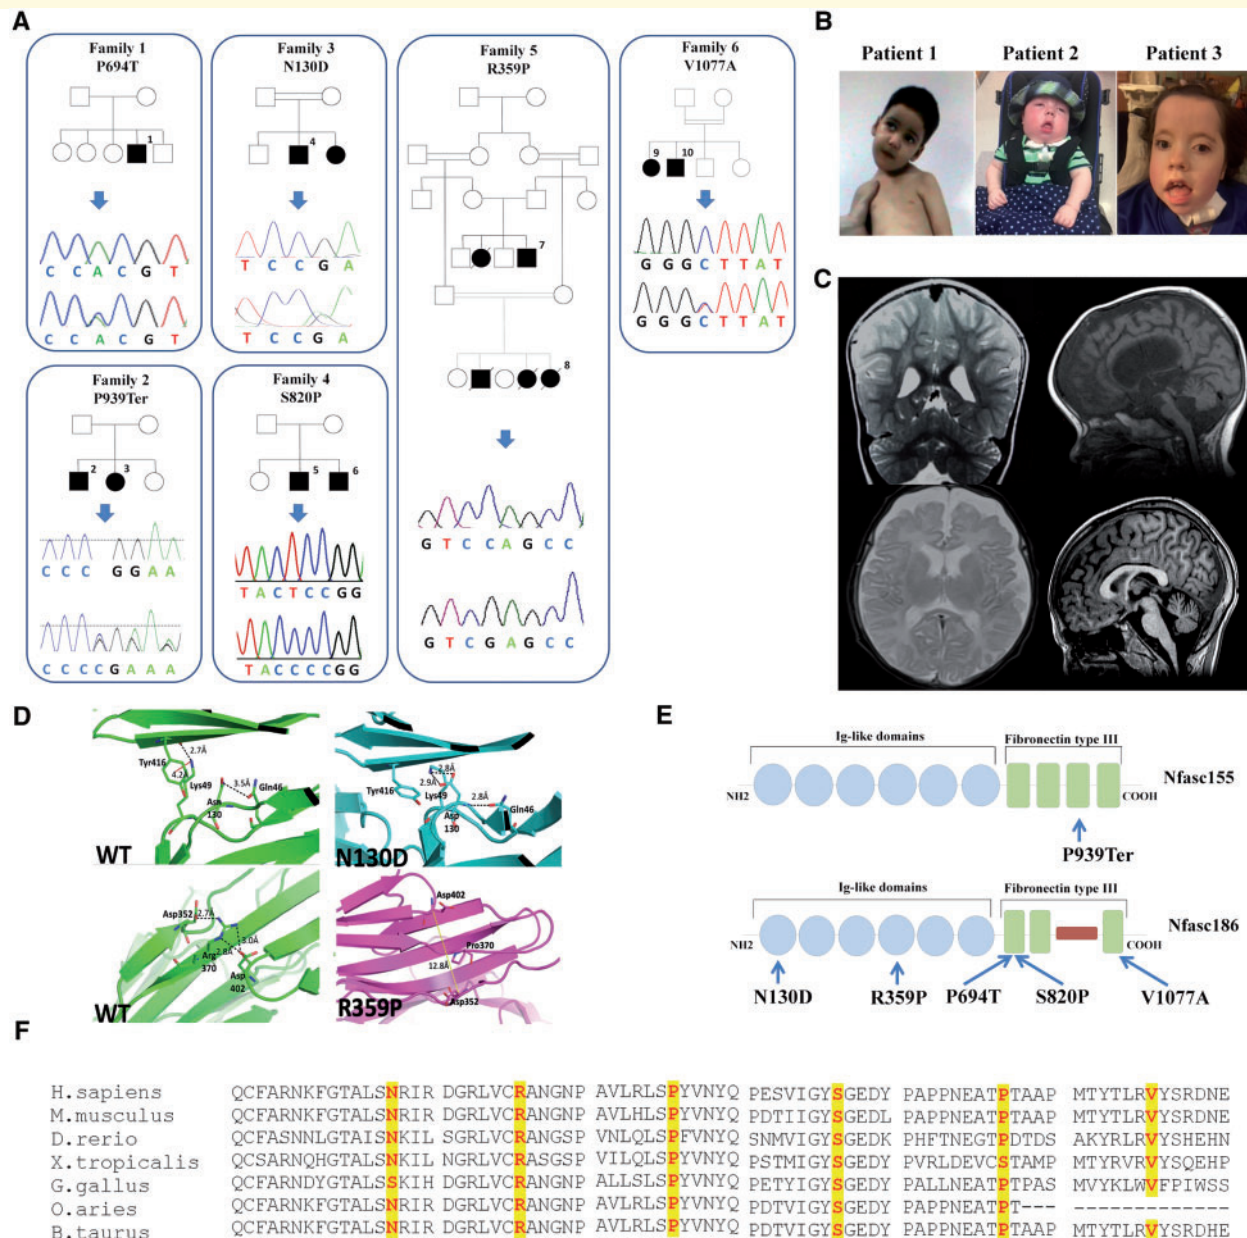 A
Family 1
P694T
1
C C A C G T
C C A C G T
Family 3
N130D
4
T C C G A
T C C G A
Family 5
R359P
7
8
G T C C A G C C
G T C G A G C C
Family 6
V1077A
9 10
G G G C T T A T
G G G C T T A T
Family 2
P939Ter
2 3
C C C G G A A
C C C C G A A A
Family 4
S820P
5 6
T A C T C C G G
T A C C C C G G
B
Patient 1 Patient 2 Patient 3
C
D
2.7Å
Tyr416
4.2Å
Lys49
3.5Å
Gln46
Asn
130
WT
2.8Å
2.9Å
Tyr416
Lys49
2.8Å
Gln46
Asp
130
N130D
Asp352
2.7Å
3.0Å
2.8Å
Arg
370
Asp
402
WT
Asp402
Pro370
12.8Å
Asp352
R359P
E
Ig-like domains Fibronectin type III
Nfasc155
NH2 COOH
P939Ter
Ig-like domains Fibronectin type III
Nfasc186
NH2 COOH
N130D R359P P694T S820P V1077A
F
H.sapiens QCFARNKFGTALSNRIR DGRLVCRANGNP AVLRLSPYVNYQ PESVIGYSGEDY PAPPNEATPTAAP MTYTLRVYSRDNE
M.musculus QCFARNKFGTALSNRIR DGRLVCRANGNP AVLHLSPYVNYQ PDTIIGYSGEDL PAPPNEATPTAAP MTYTLRVYSRDNE
D.rerio QCFASNNLGTAISNKIL SGRLVCRANGSP VNLQLSPFVNYQ SNMVIGYSGEDK PHFTNEGTPDTDS AKYRLRVYSHEHN
X.tropicalis QCSARNQHGTALSNKIL NGRLVCRASGSP VILQLSPYVNYQ PSTMIGYSGEDY PVRLDEVCSTAMP MTYRVRVYSQEHP
G.gallus QCFARNDYGTALSSKIH DGRLVCRANGNP ALLSLSPYVNYQ PETYIGYSGEDY PALLNEATPTPAS MVYKLWVFPIWSS
O.aries QCFARNKFGTALSNRIR DGRLVCRANGNP AVLRLSPYVNYQ PDTVIGYSGEDY PAPPNEATPT--- -------------
B.taurus QCFARNKFGTALSNRIR DGRLVCRANGNP AVLRLSPYVNYQ PDTVIGYSGEDY PAPPNEATPTAAP MTYTLRVYSRDHE